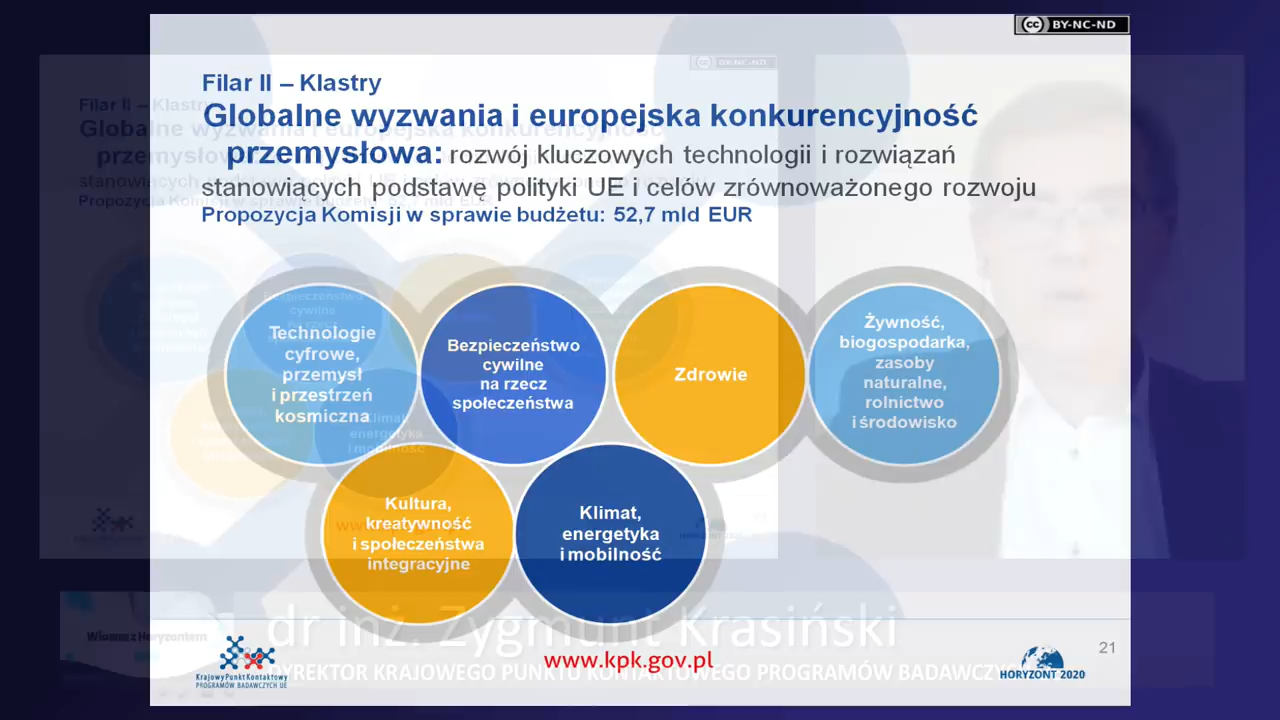 BY-NC-ND
Filar II – Klastry
Globalne wyzwania i europejska konkurencyjność
przemysłowa: rozwój kluczowych technologii i rozwiązań
stanowiących podstawę polityki UE i celów zrównoważonego rozwoju
Propozycja Komisji w sprawie budżetu: 52,7 mld EUR
Technologie
cyfrowe,
przemysł
i przestrzeń
kosmiczna
Bezpieczeństwo
cywilne
na rzecz
społeczeństwa
Zdrowie
Żywność,
biogospodarka,
zasoby
naturalne,
rolnictwo
i środowisko
Kultura,
kreatywność
i społeczeństwa
integracyjne
Klimat,
energetyka
i mobilność
Wiosna z Horyzontem
dr inż. Zygmunt Krasiński
DYREKTOR KRAJOWEGO PUNKTU KONTAKTOWEGO PROGRAMÓW BADAWCZYCH
Krajowy Punkt Kontaktowy
PROGRAMÓW BADAWCZYCH UE
www.kpk.gov.pl
HORYZONT 2020
21